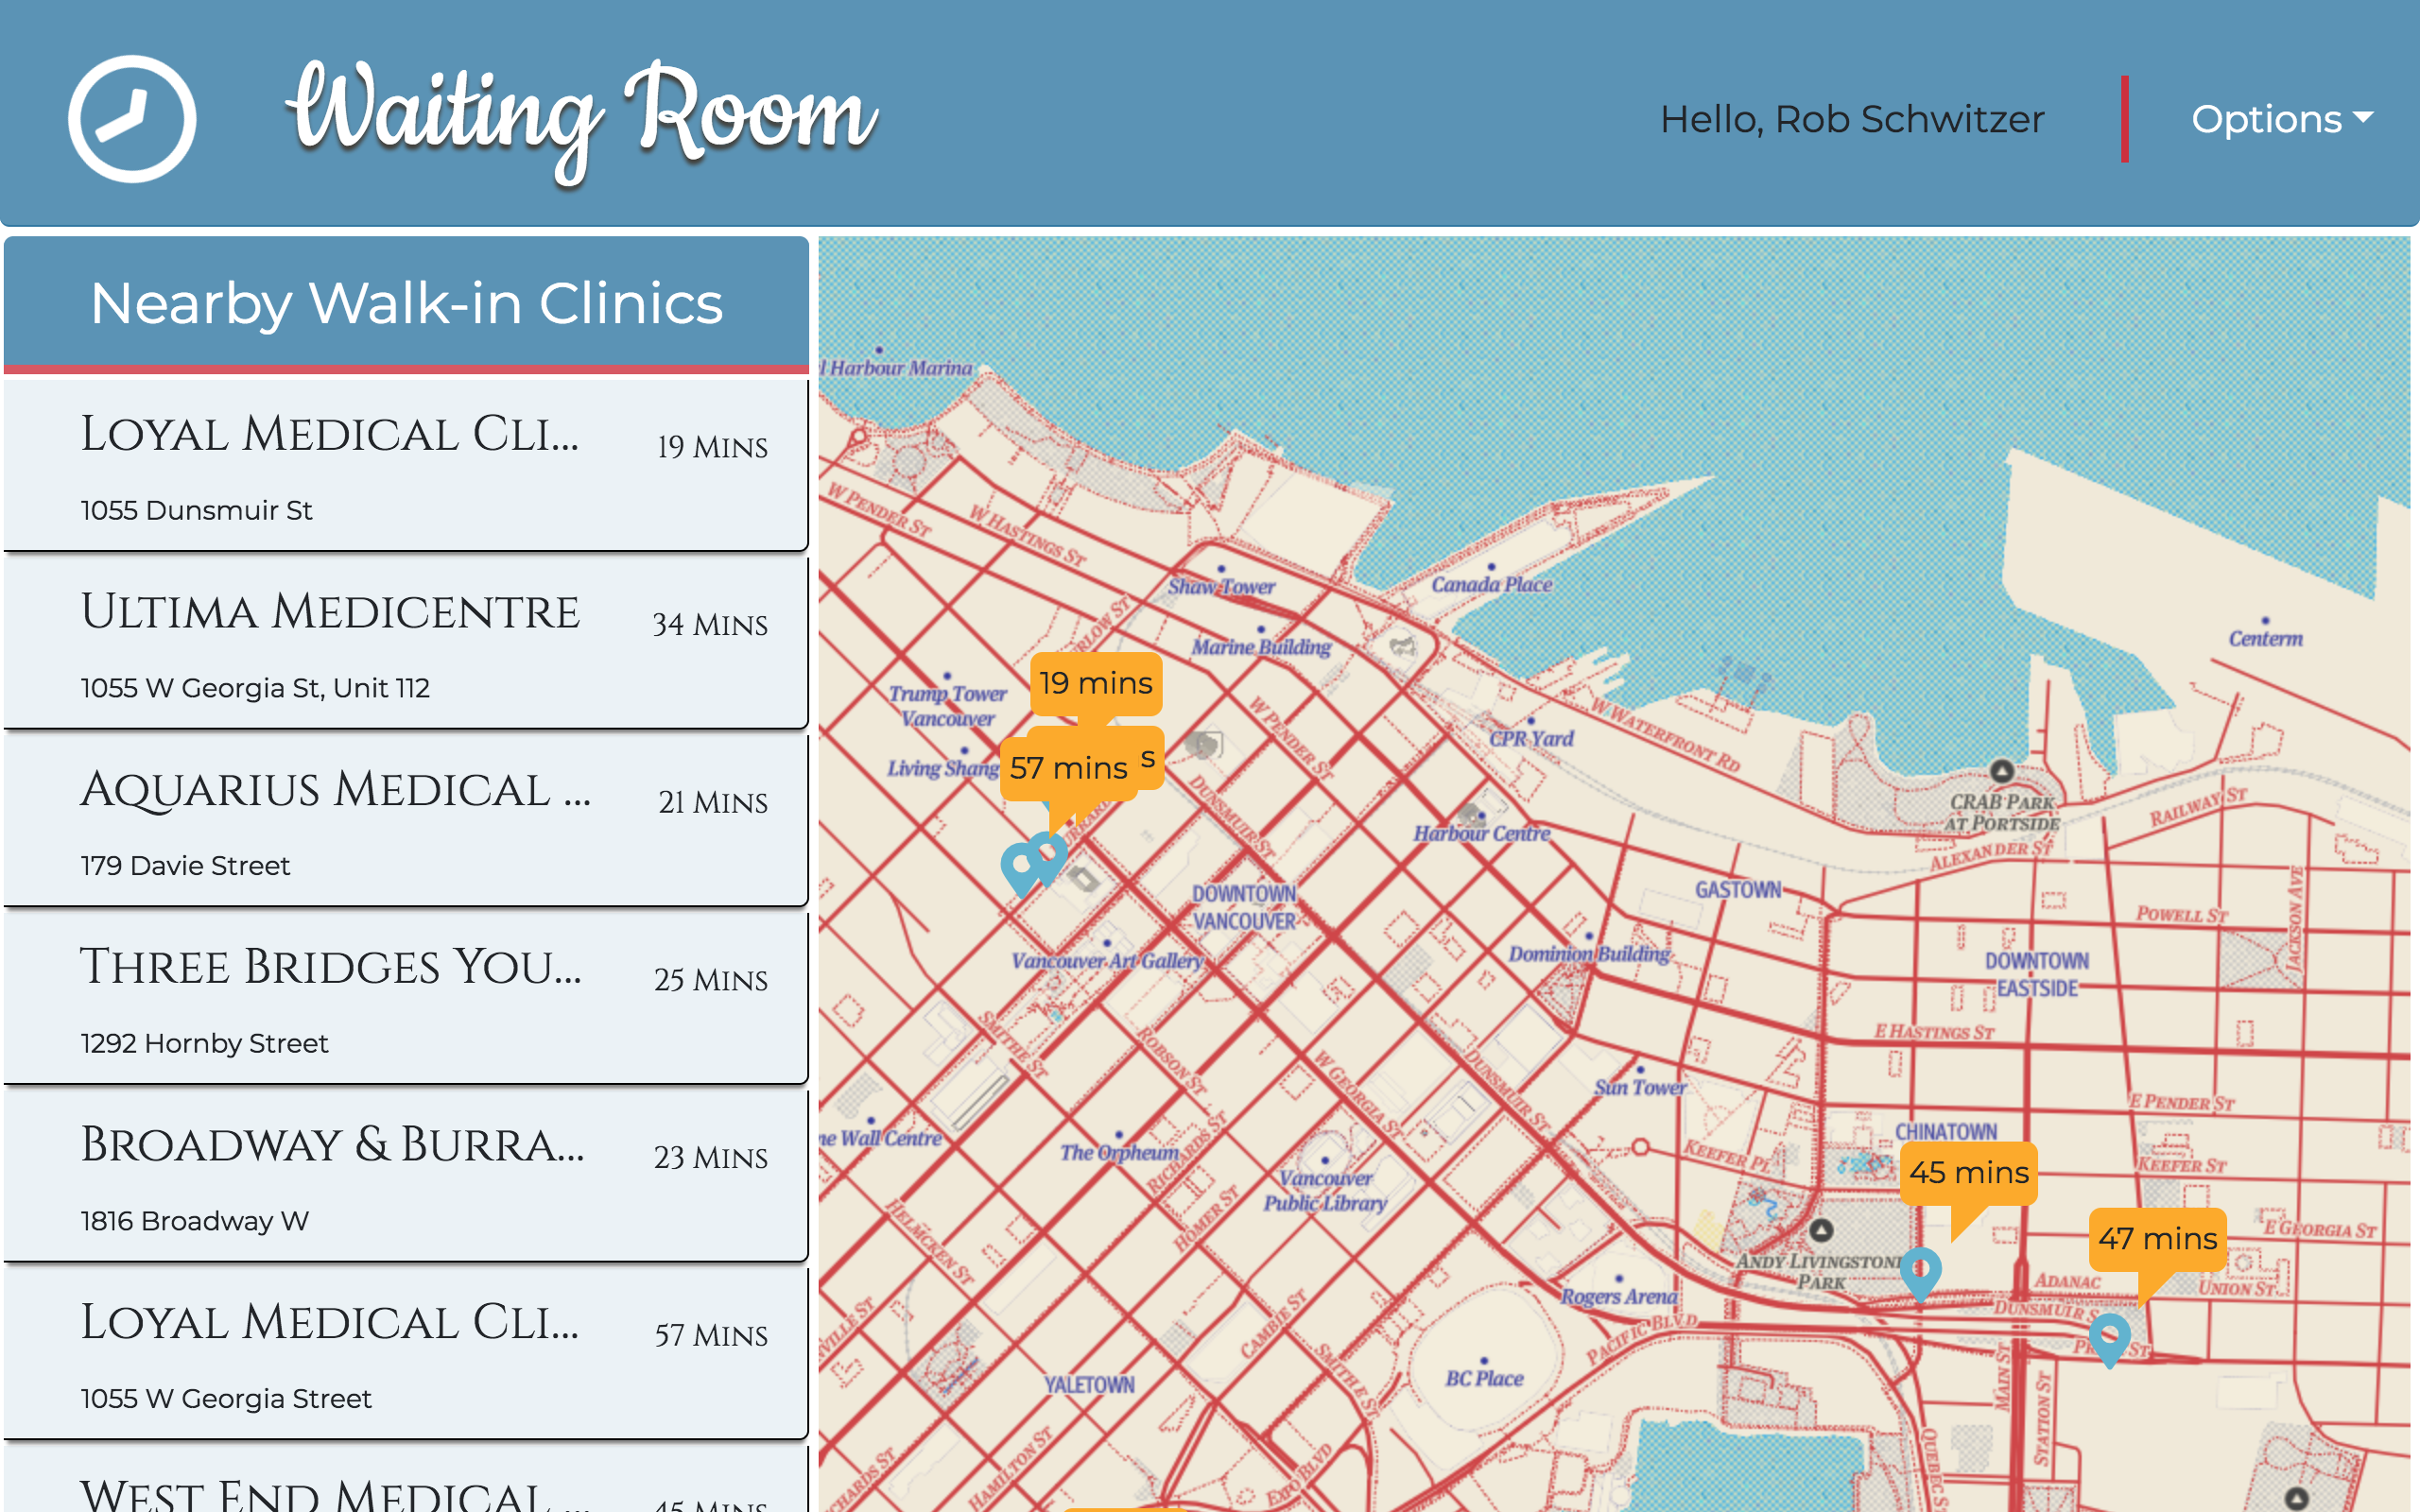 Waiting Room
Hello, Rob Schwitzer
Options
Nearby Walk-in Clinics
Loyal Medical Cli...
19 Mins
1055 Dunsmuir St
Ultima Medicentre
34 Mins
1055 W Georgia St, Unit 112
Aquarius Medical ...
21 Mins
179 Davie Street
Three Bridges You...
25 Mins
1292 Hornby Street
Broadway & Burra...
23 Mins
1816 Broadway W
Loyal Medical Cli...
57 Mins
1055 W Georgia Street
West End Medical ...
45 Mins
l Harbour Marina
W Pender St
W Hastings St
Shaw Tower
Canada Place
Marine Building
Centerm
19 mins
Trump Tower
Vancouver
W Pender St
W Waterfront Rd
CPR Yard
57 mins
s
Living Shang
Dunsmuir St
CRAB Park
at Portside
Railway St
Harbour Centre
Alexander St
Downtown
Vancouver
Gastown
Jackson Ave
Powell St
Vancouver Art Gallery
Dominion Building
Downtown
Eastside
Smithe St
Robson St
W Georgia St
Dunsmuir St
E Hastings St
Sun Tower
E Pender St
ne Wall Centre
The Orpheum
Richards St
Keefer Pl
Chinatown
45 mins
Keefer St
Vancouver
Public Library
Homer St
Helmcken St
47 mins
E Georgia St
Andy Livingstone
Park
Rogers Arena
Adanac
Union St
Dunsmuir S
Ville St
Cambie St
Smithe St
Pacific Blvd
BC Place
Main St
Station St
Yaletown
Quebec S
Hamilton St
Expo Blvd
chards St